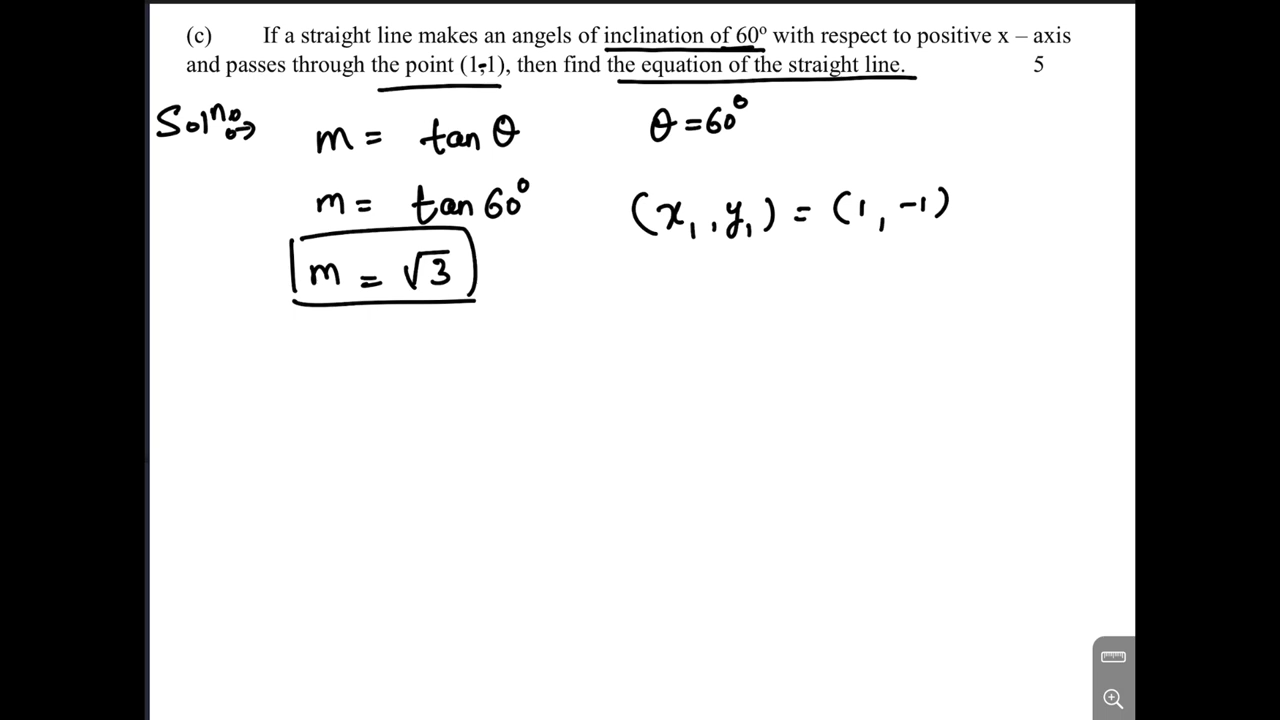 (c) If a straight line makes an angels of inclination of 60° with respect to positive x – axis
and passes through the point (1,-1), then find the equation of the straight line. 5
Solnº→
m = tan θ
θ = 60°
m = tan 60°
(x₁, y₁) = (1, -1)
m = √3